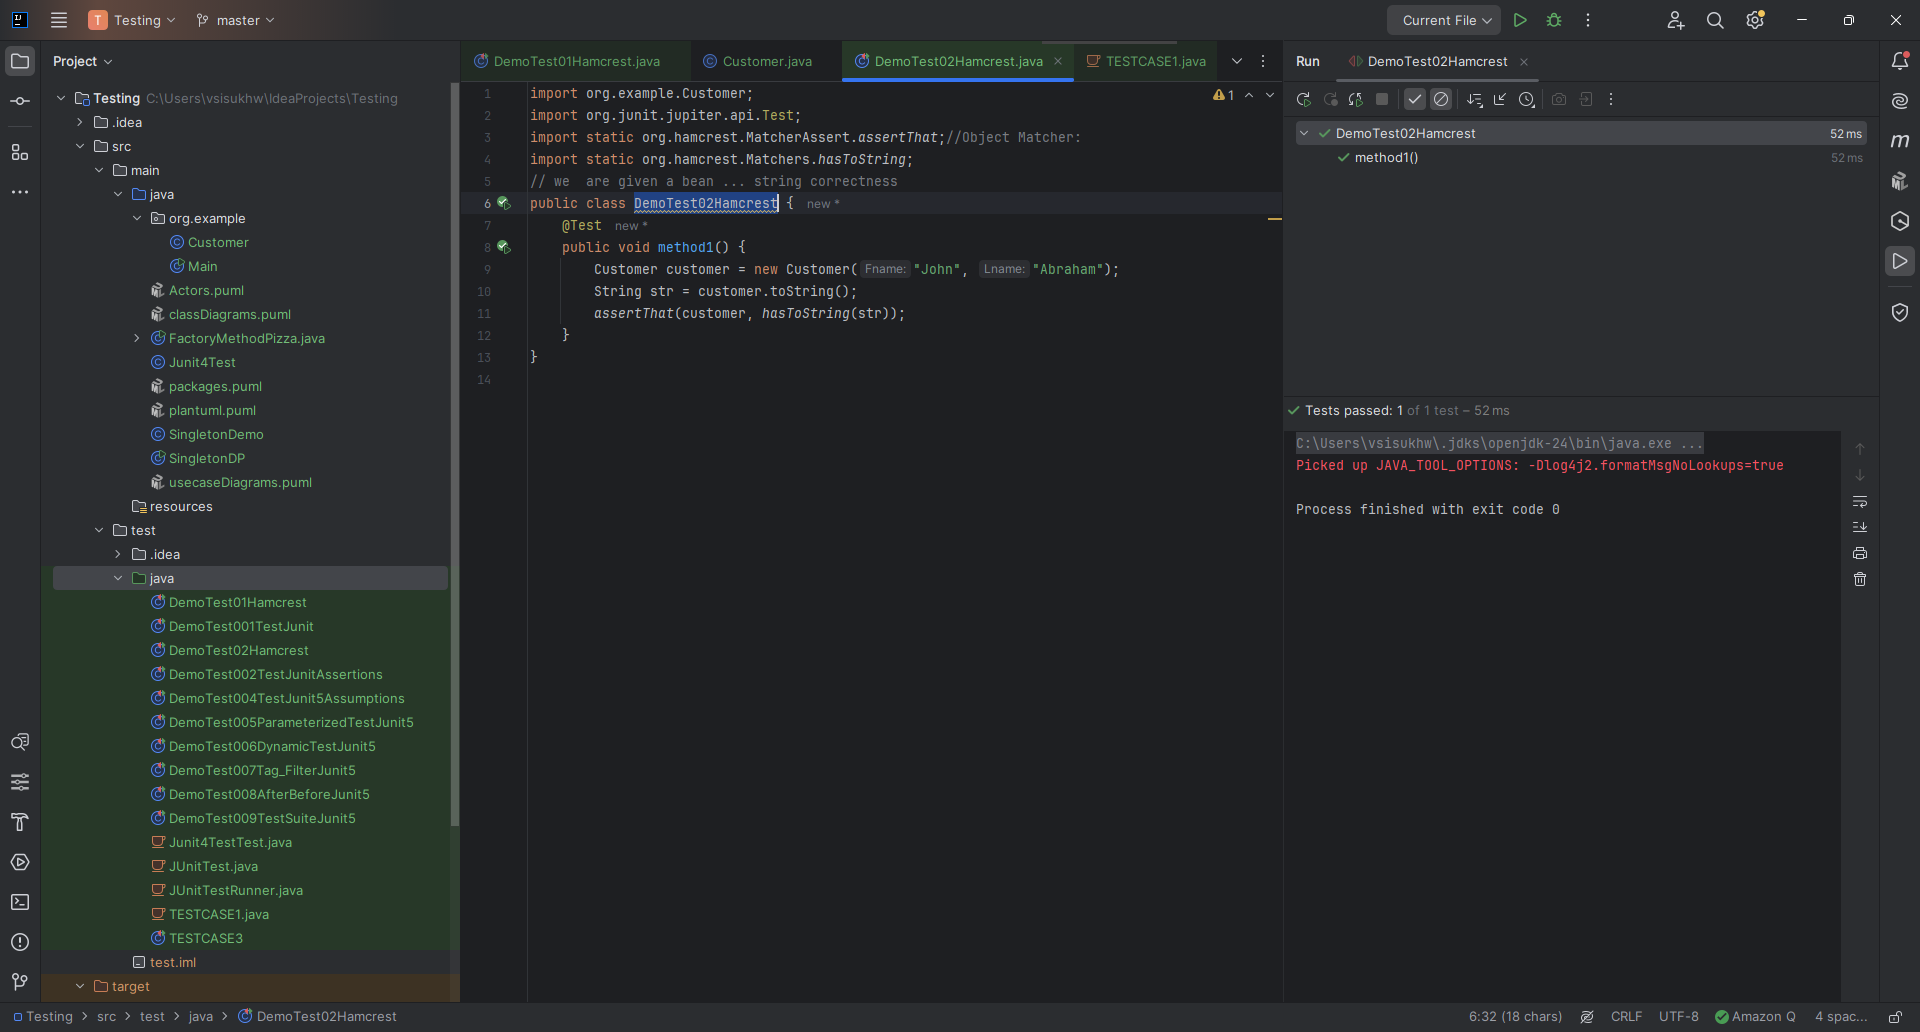 T Testing master
Current File
Project
Testing C:\Users\vsisukhw\IdeaProjects\Testing
.idea
src
main
java
org.example
Customer
Main
Actors.puml
classDiagrams.puml
FactoryMethodPizza.java
Junit4Test
packages.puml
plantuml.puml
SingletonDemo
SingletonDP
usecaseDiagrams.puml
resources
test
.idea
java
DemoTest01Hamcrest
DemoTest001TestJunit
DemoTest02Hamcrest
DemoTest002TestJunitAssertions
DemoTest004TestJunit5Assumptions
DemoTest005ParameterizedTestJunit5
DemoTest006DynamicTestJunit5
DemoTest007Tag_FilterJunit5
DemoTest008AfterBeforeJunit5
DemoTest009TestSuiteJunit5
Junit4TestTest.java
JUnitTest.java
JUnitTestRunner.java
TESTCASE1.java
TESTCASE3
test.iml
target
DemoTest01Hamcrest.java Customer.java DemoTest02Hamcrest.java TESTCASE1.java
1 import org.example.Customer;
2 import org.junit.jupiter.api.Test;
3 import static org.hamcrest.MatcherAssert.assertThat;//Object Matcher:
4 import static org.hamcrest.Matchers.hasToString;
5 // we  are given a bean ... string correctness
6 public class DemoTest02Hamcrest { new *
7 @Test new *
8 public void method1() {
9 Customer customer = new Customer( Fname: "John", Lname: "Abraham");
10 String str = customer.toString();
11 assertThat(customer, hasToString(str));
12 }
13 }
14
1
Run DemoTest02Hamcrest
DemoTest02Hamcrest 52 ms
method1() 52 ms
Tests passed: 1 of 1 test – 52 ms
C:\Users\vsisukhw\.jdks\openjdk-24\bin\java.exe ...
Picked up JAVA_TOOL_OPTIONS: -Dlog4j2.formatMsgNoLookups=true
Process finished with exit code 0
m
Testing > src > test > java > DemoTest02Hamcrest
6:32 (18 chars) CRLF UTF-8 Amazon Q 4 spac...